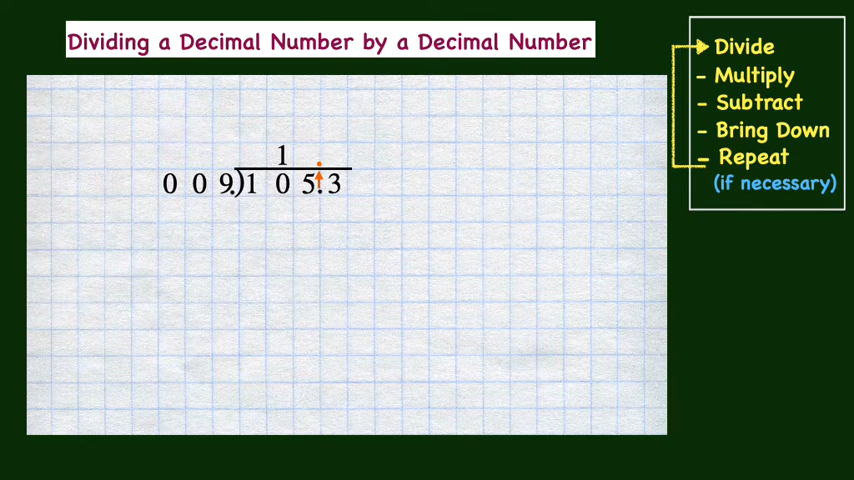 Dividing a Decimal Number by a Decimal Number
Divide
- Multiply
- Subtract
- Bring Down
- Repeat
(if necessary)
1 .
0 0 9.)1 0 5.3